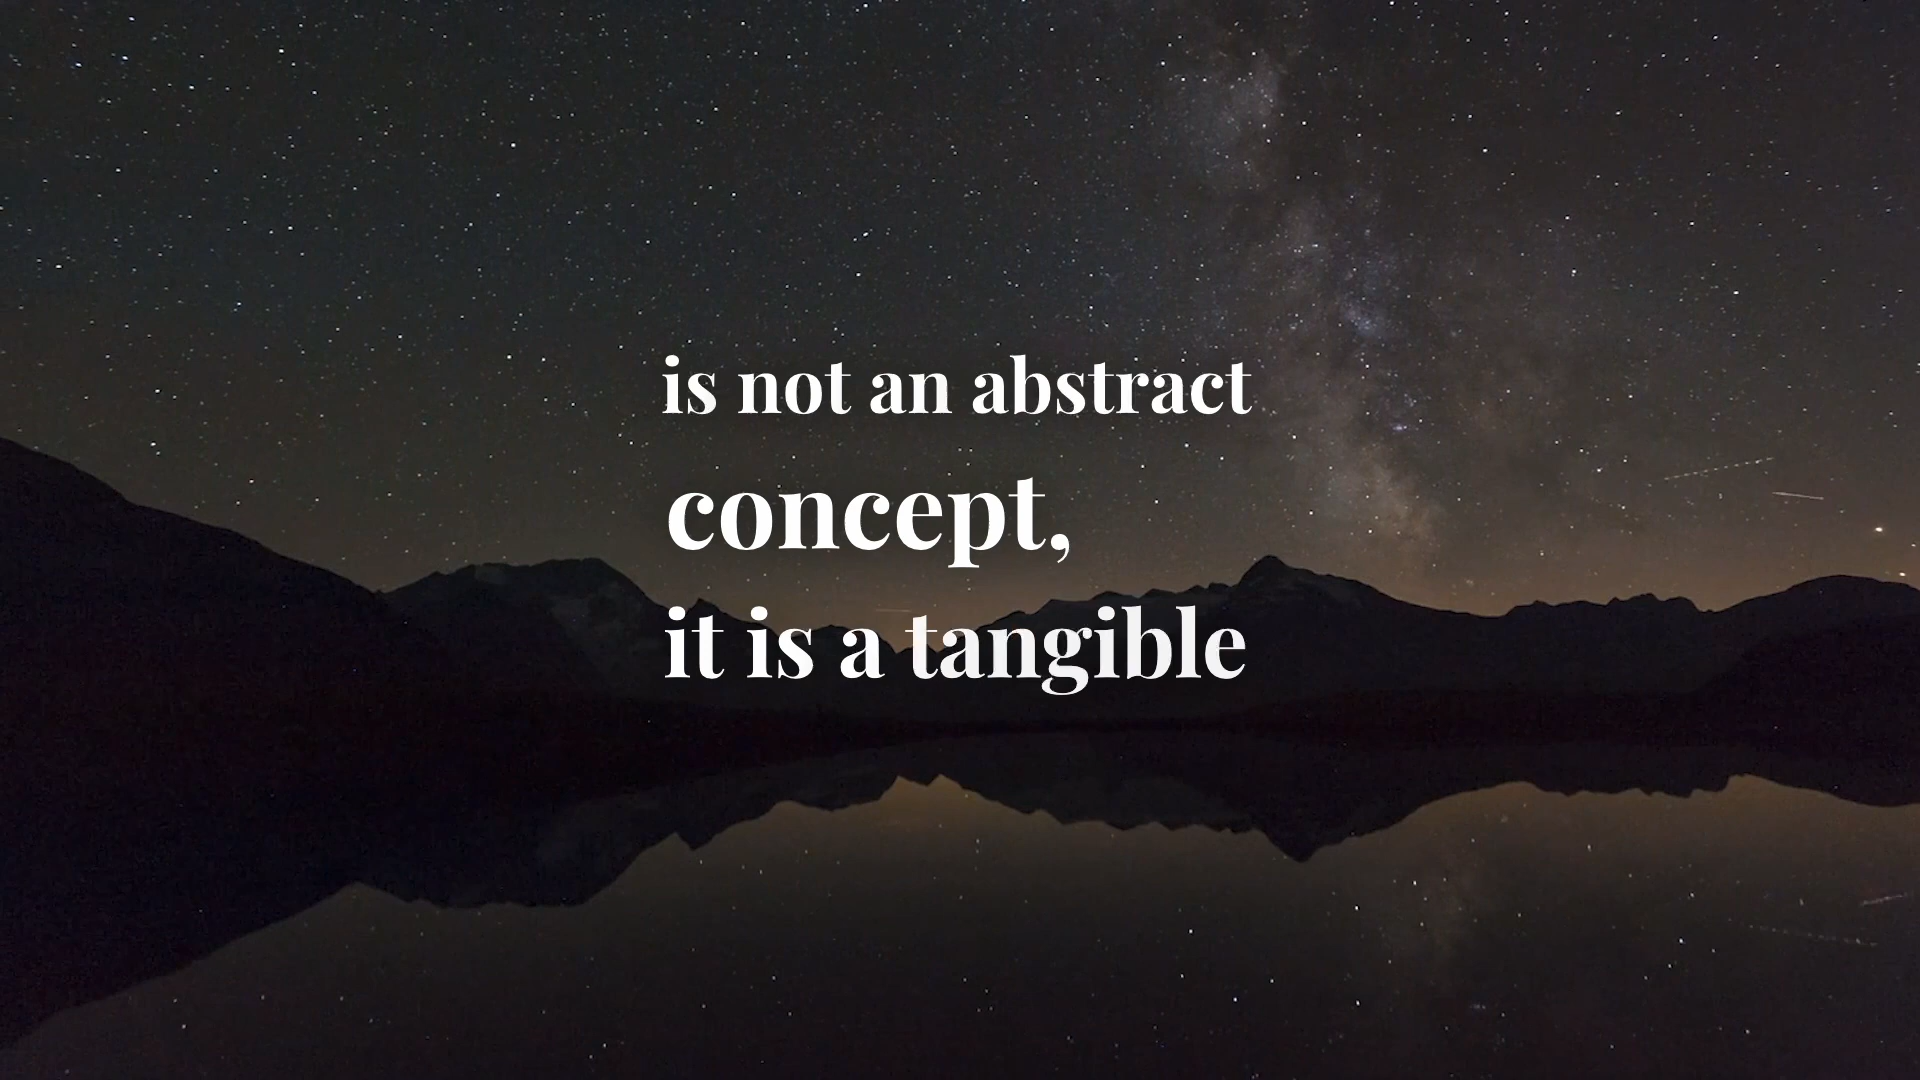 is not an abstract
concept,
it is a tangible